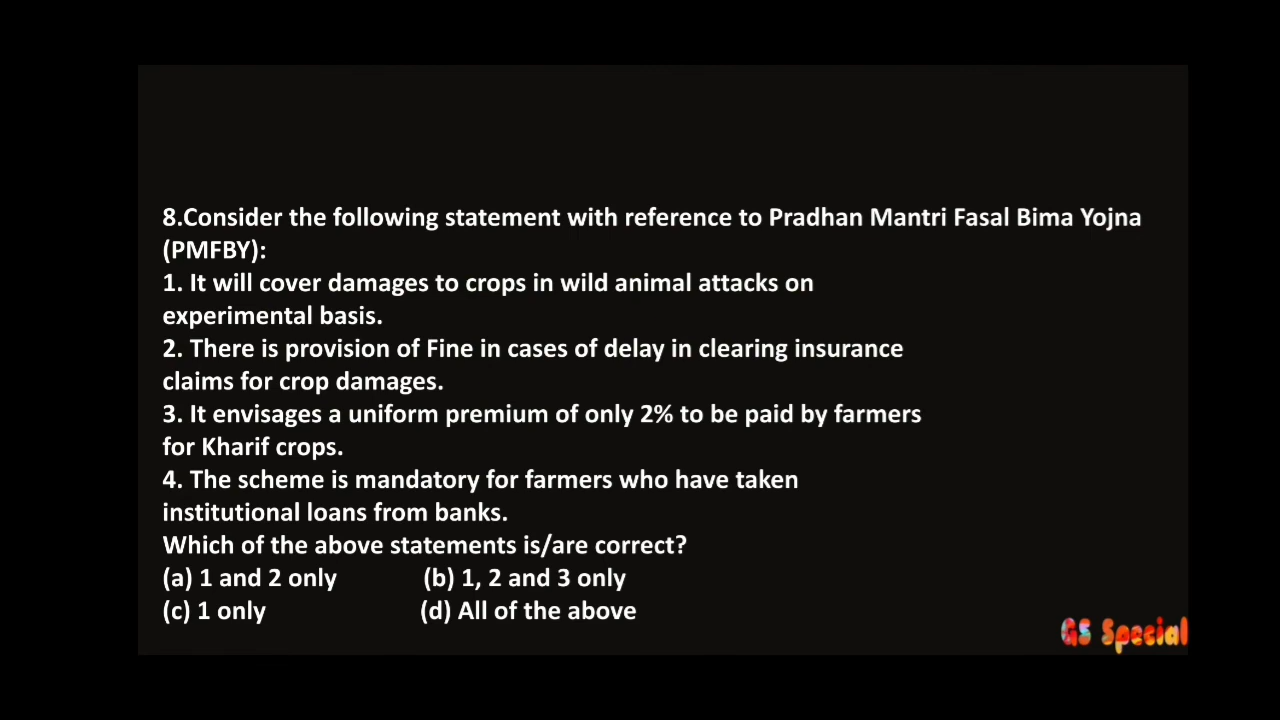 8.Consider the following statement with reference to Pradhan Mantri Fasal Bima Yojna
(PMFBY):
1. It will cover damages to crops in wild animal attacks on
experimental basis.
2. There is provision of Fine in cases of delay in clearing insurance
claims for crop damages.
3. It envisages a uniform premium of only 2% to be paid by farmers
for Kharif crops.
4. The scheme is mandatory for farmers who have taken
institutional loans from banks.
Which of the above statements is/are correct?
(a) 1 and 2 only (b) 1, 2 and 3 only
(c) 1 only (d) All of the above
GS Special